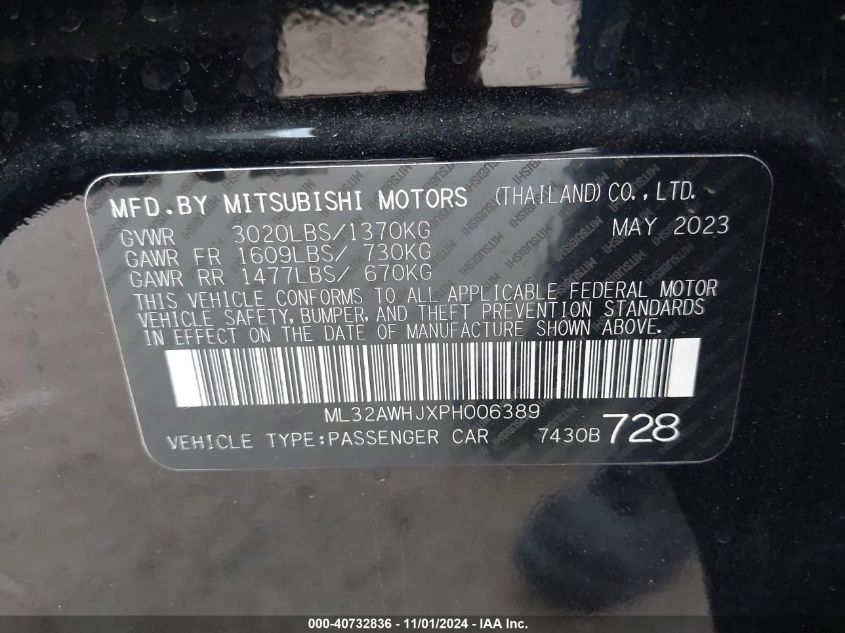 MFD.BY MITSUBISHI MOTORS (THAILAND)CO.,LTD.
GVWR 3020LBS/1370KG MAY 2023
GAWR FR 1609LBS/ 730KG
GAWR RR 1477LBS/ 670KG
THIS VEHICLE CONFORMS TO ALL APPLICABLE FEDERAL MOTOR
VEHICLE SAFETY, BUMPER, AND THEFT PREVENTION STANDARDS
IN EFFECT ON THE DATE OF MANUFACTURE SHOWN ABOVE.
ML32AWHJXPH006389
VEHICLE TYPE:PASSENGER CAR 7430B 728
000-40732836 - 11/01/2024 - IAA Inc.